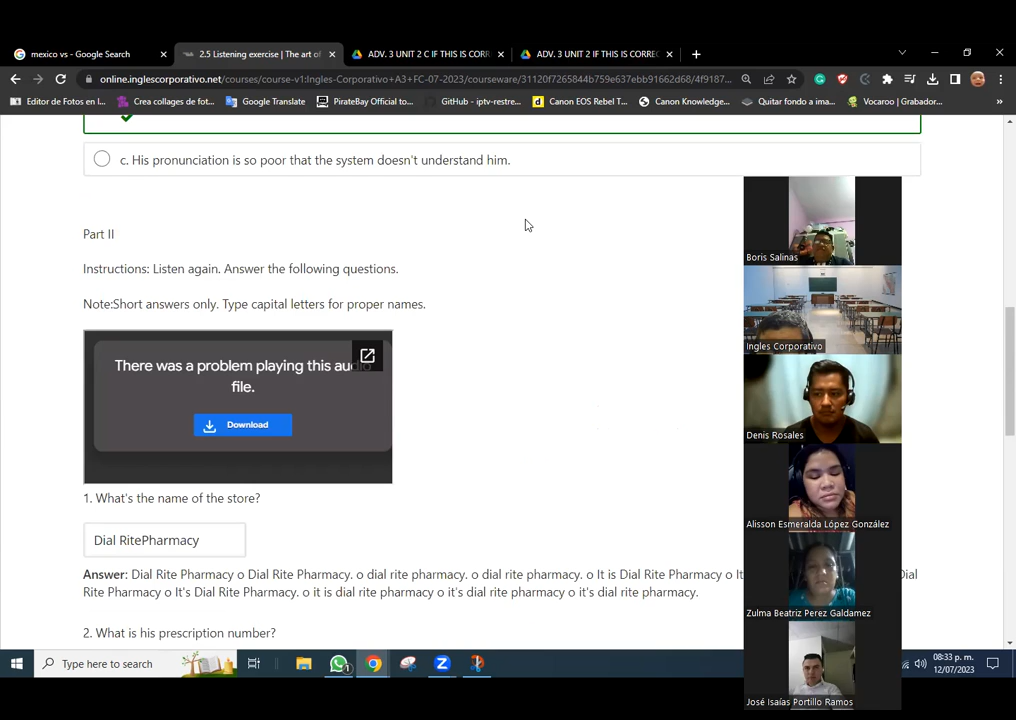 mexico vs - Google Search
2.5 Listening exercise | The art of
ADV. 3 UNIT 2 C IF THIS IS CORR
ADV. 3 UNIT 2 IF THIS IS CORREC
online.inglescorporativo.net/courses/course-v1:Ingles-Corporativo+A3+FC-07-2023/courseware/31120f7265844b759e637ebb91662d68/4f9187...
Editor de Fotos en l...
Crea collages de fot...
Google Translate
PirateBay Official to...
GitHub - iptv-restre...
Canon EOS Rebel T...
Canon Knowledge...
Quitar fondo a ima...
Vocaroo | Grabador...
c. His pronunciation is so poor that the system doesn't understand him.
Part II
Instructions: Listen again. Answer the following questions.
Note:Short answers only. Type capital letters for proper names.
There was a problem playing this audio
file.
Download
1. What's the name of the store?
Dial RitePharmacy
Answer: Dial Rite Pharmacy o Dial Rite Pharmacy. o dial rite pharmacy. o dial rite pharmacy. o It is Dial Rite Pharmacy o It Dial
Rite Pharmacy o It's Dial Rite Pharmacy. o it is dial rite pharmacy o it's dial rite pharmacy o it's dial rite pharmacy.
2. What is his prescription number?
Boris Salinas
Ingles Corporativo
Denis Rosales
Alisson Esmeralda López González
Zulma Beatriz Perez Galdamez
José Isaías Portillo Ramos
Type here to search
1
08:33 p. m.
12/07/2023